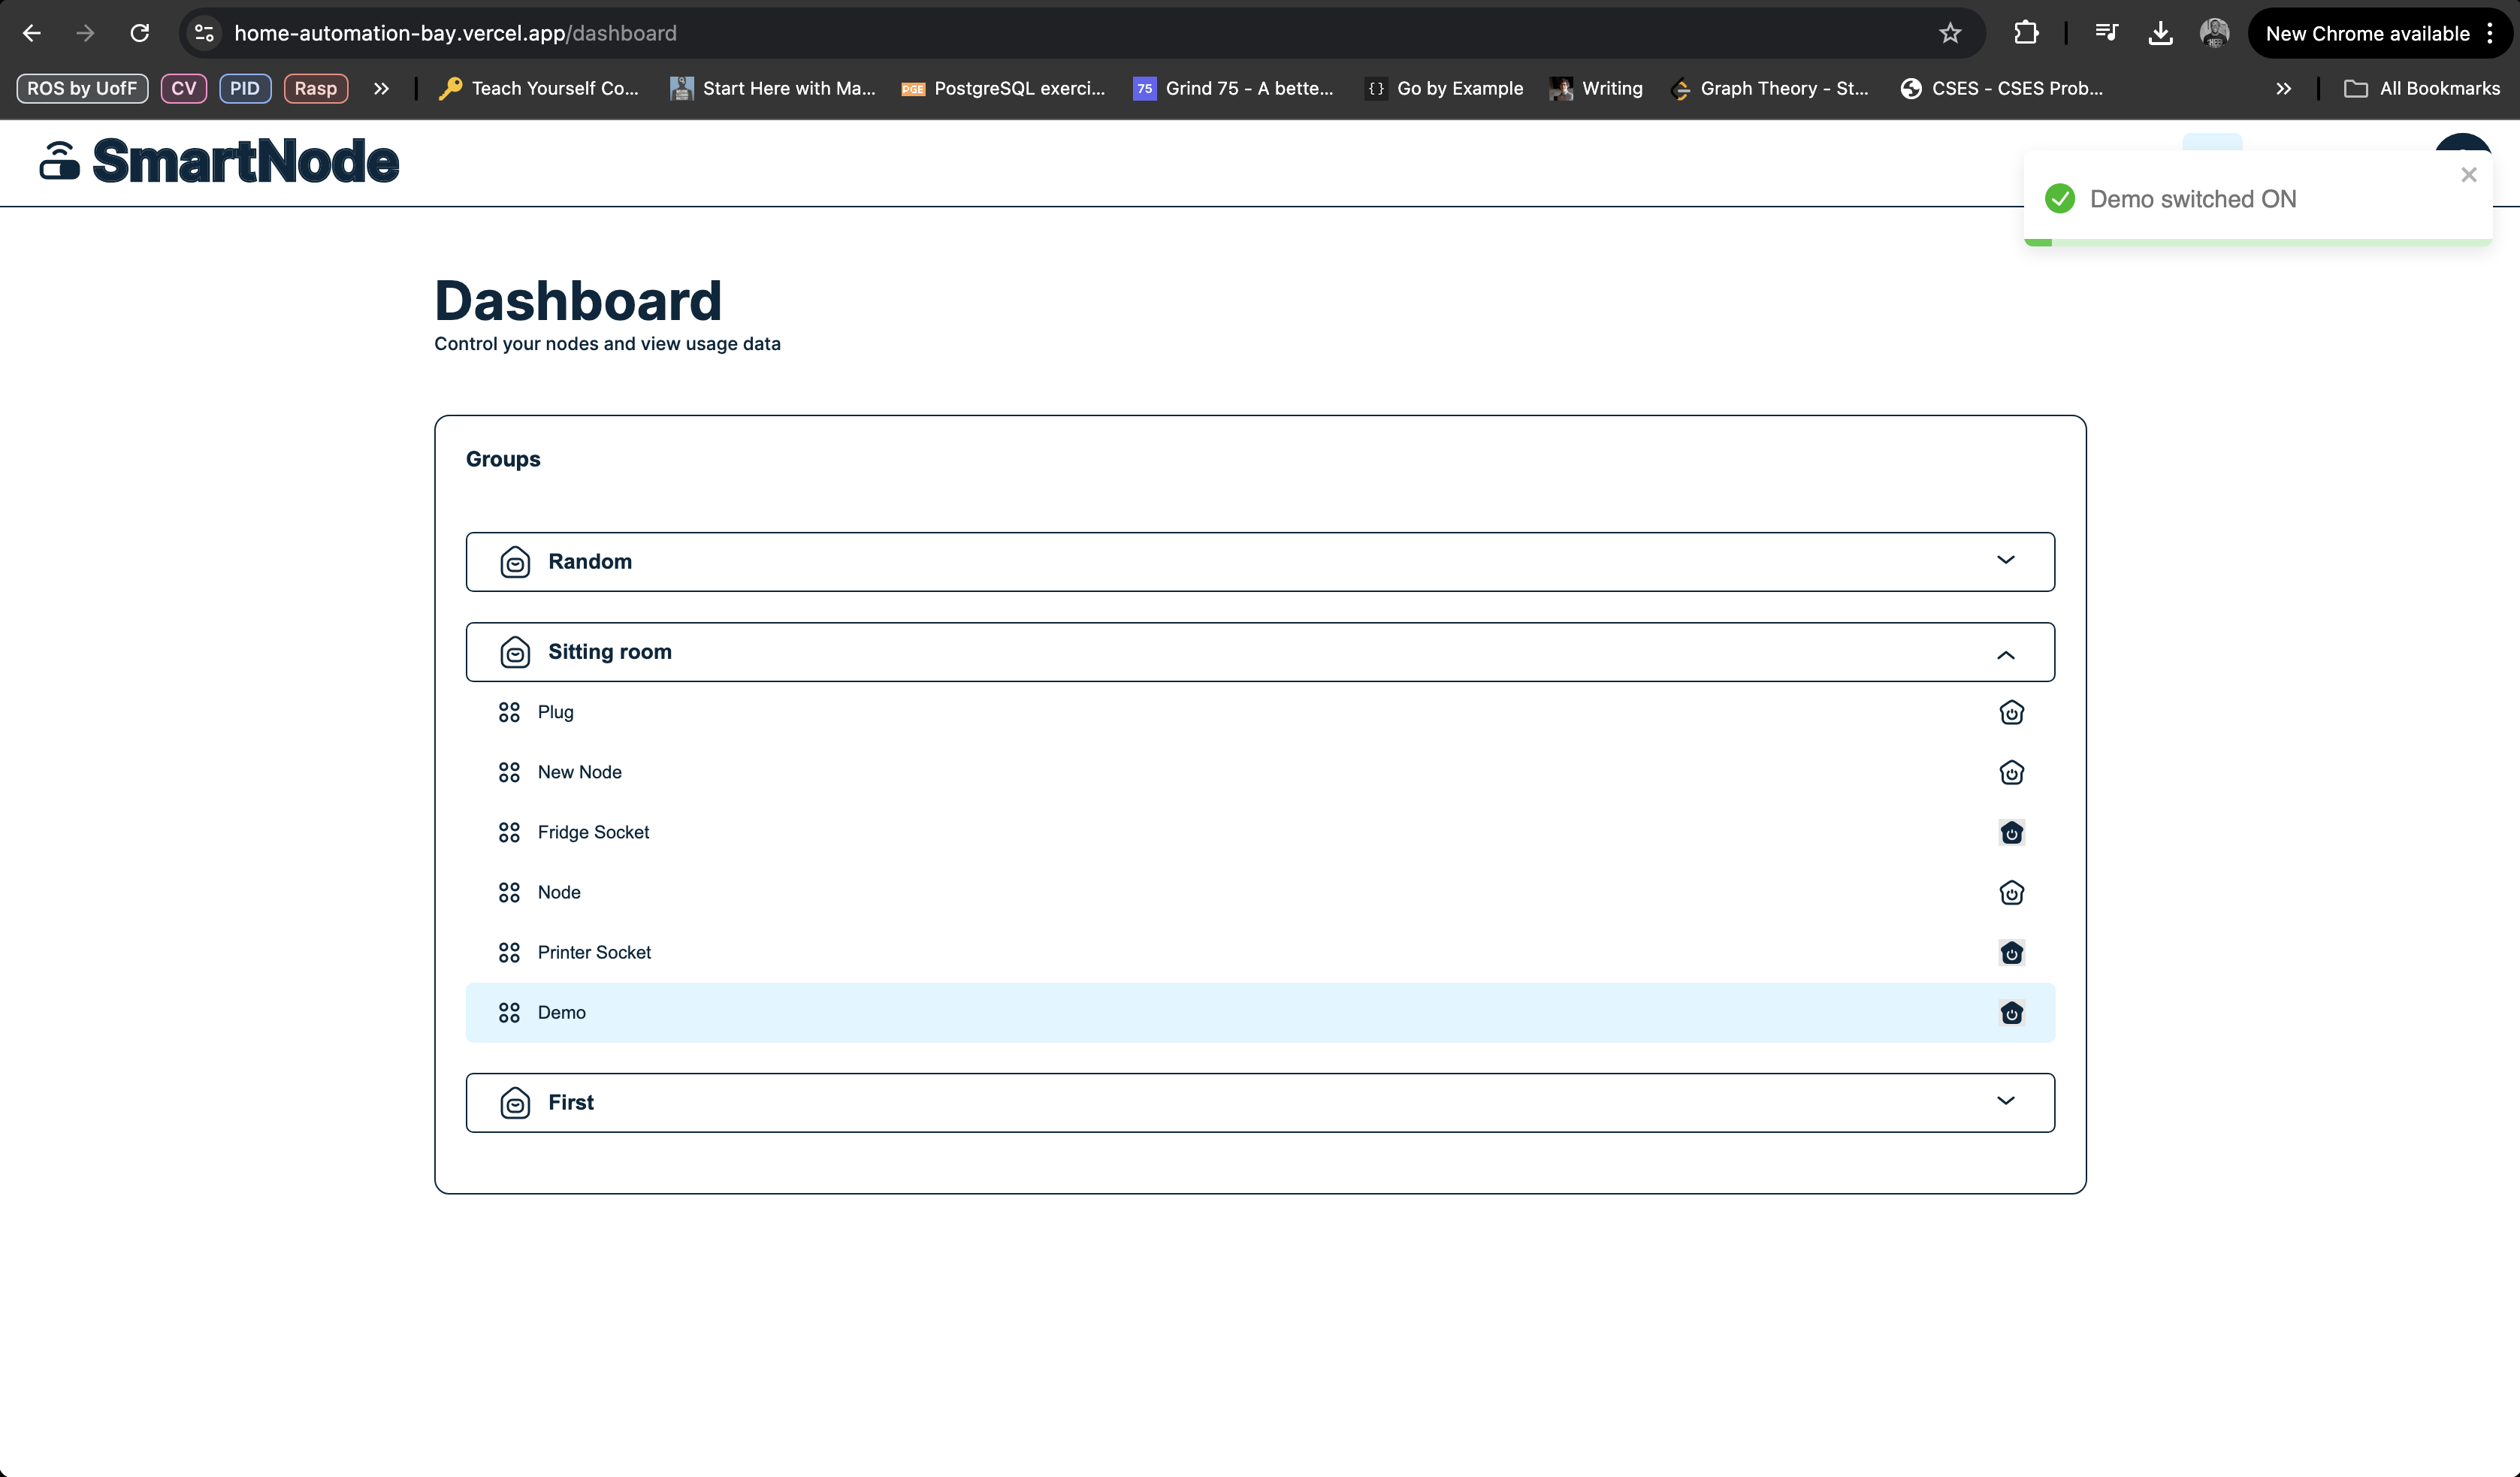 home-automation-bay.vercel.app/dashboard
New Chrome available
ROS by UofF
CV
PID
Rasp
Teach Yourself Co...
Start Here with Ma...
PGE
PostgreSQL exerci...
75
Grind 75 - A bette...
{} Go by Example
Writing
Graph Theory - St...
CSES - CSES Prob...
All Bookmarks
SmartNode
Demo switched ON
Dashboard
Control your nodes and view usage data
Groups
Random
Sitting room
Plug
New Node
Fridge Socket
Node
Printer Socket
Demo
First